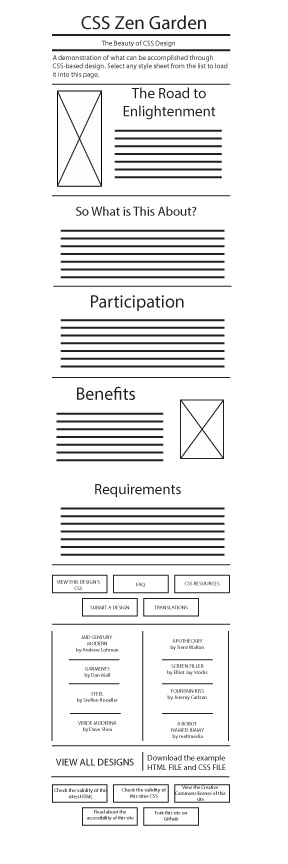 CSS Zen Garden
The Beauty of CSS Design
A demonstration of what can be accomplished through
CSS-based design. Select any style sheet from the list to load
it into this page.
The Road to
Enlightenment
So What is This About?
Participation
Benefits
Requirements
VIEW THIS DESIGN'S
CSS
FAQ
CSS RESOURCES
SUBMIT A DESIGN
TRANSLATIONS
MID CENTURY
MODERN
by Andrew Lohman
GARMENTS
by Dan Mall
STEEL
by Steffen Knoeller
VERDE MODERNA
by Dave Shea
APOTHECARY
by Trent Walton
SCREEN FILLER
by Elliot Jay Stocks
FOUNTAIN KISS
by Jeremy Carlson
A ROBOT
NAMED JIMMY
by meltmedia
VIEW ALL DESIGNS
Download the example
HTML FILE and CSS FILE
Check the validity of this
sites HTML
Check the validity of
this sites CSS
View the Creative
Commons license of this
site
Read about the
accessibility of this site
Fork this site on
Github